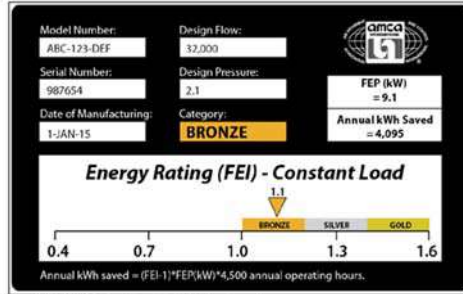 Model Number:
ABC-123-DEF
Serial Number:
987654
Date of Manufacturing:
1-JAN-15
Design Flow:
32,000
Design Pressure:
2.1
Category:
BRONZE
amca
FEP (kW)
= 9.1
Annual kWh Saved
= 4,095
Energy Rating (FEI) - Constant Load
1.1
BRONZE SILVER GOLD
0.4 0.7 1.0 1.3 1.6
Annual kWh saved = (FEI-1)*FEP(kW)*4,500 annual operating hours.